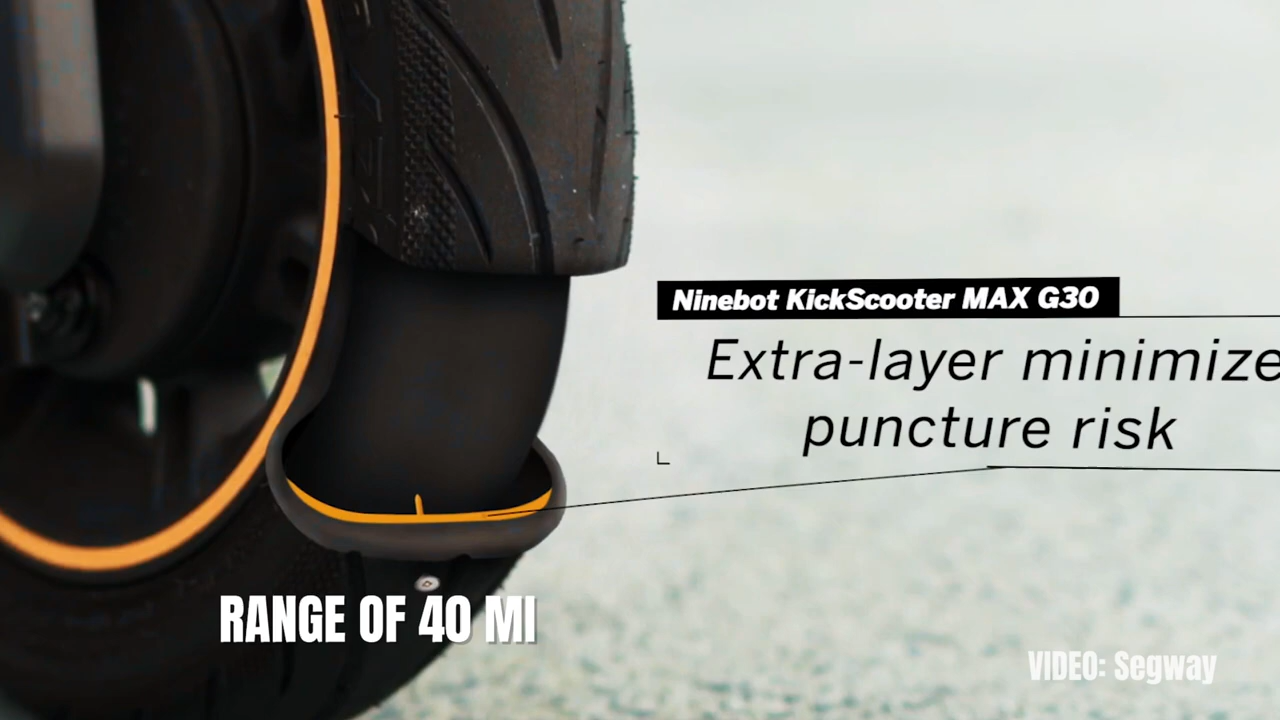 Ninebot KickScooter MAX G30
Extra-layer minimize
puncture risk
RANGE OF 40 MI
VIDEO: Segway